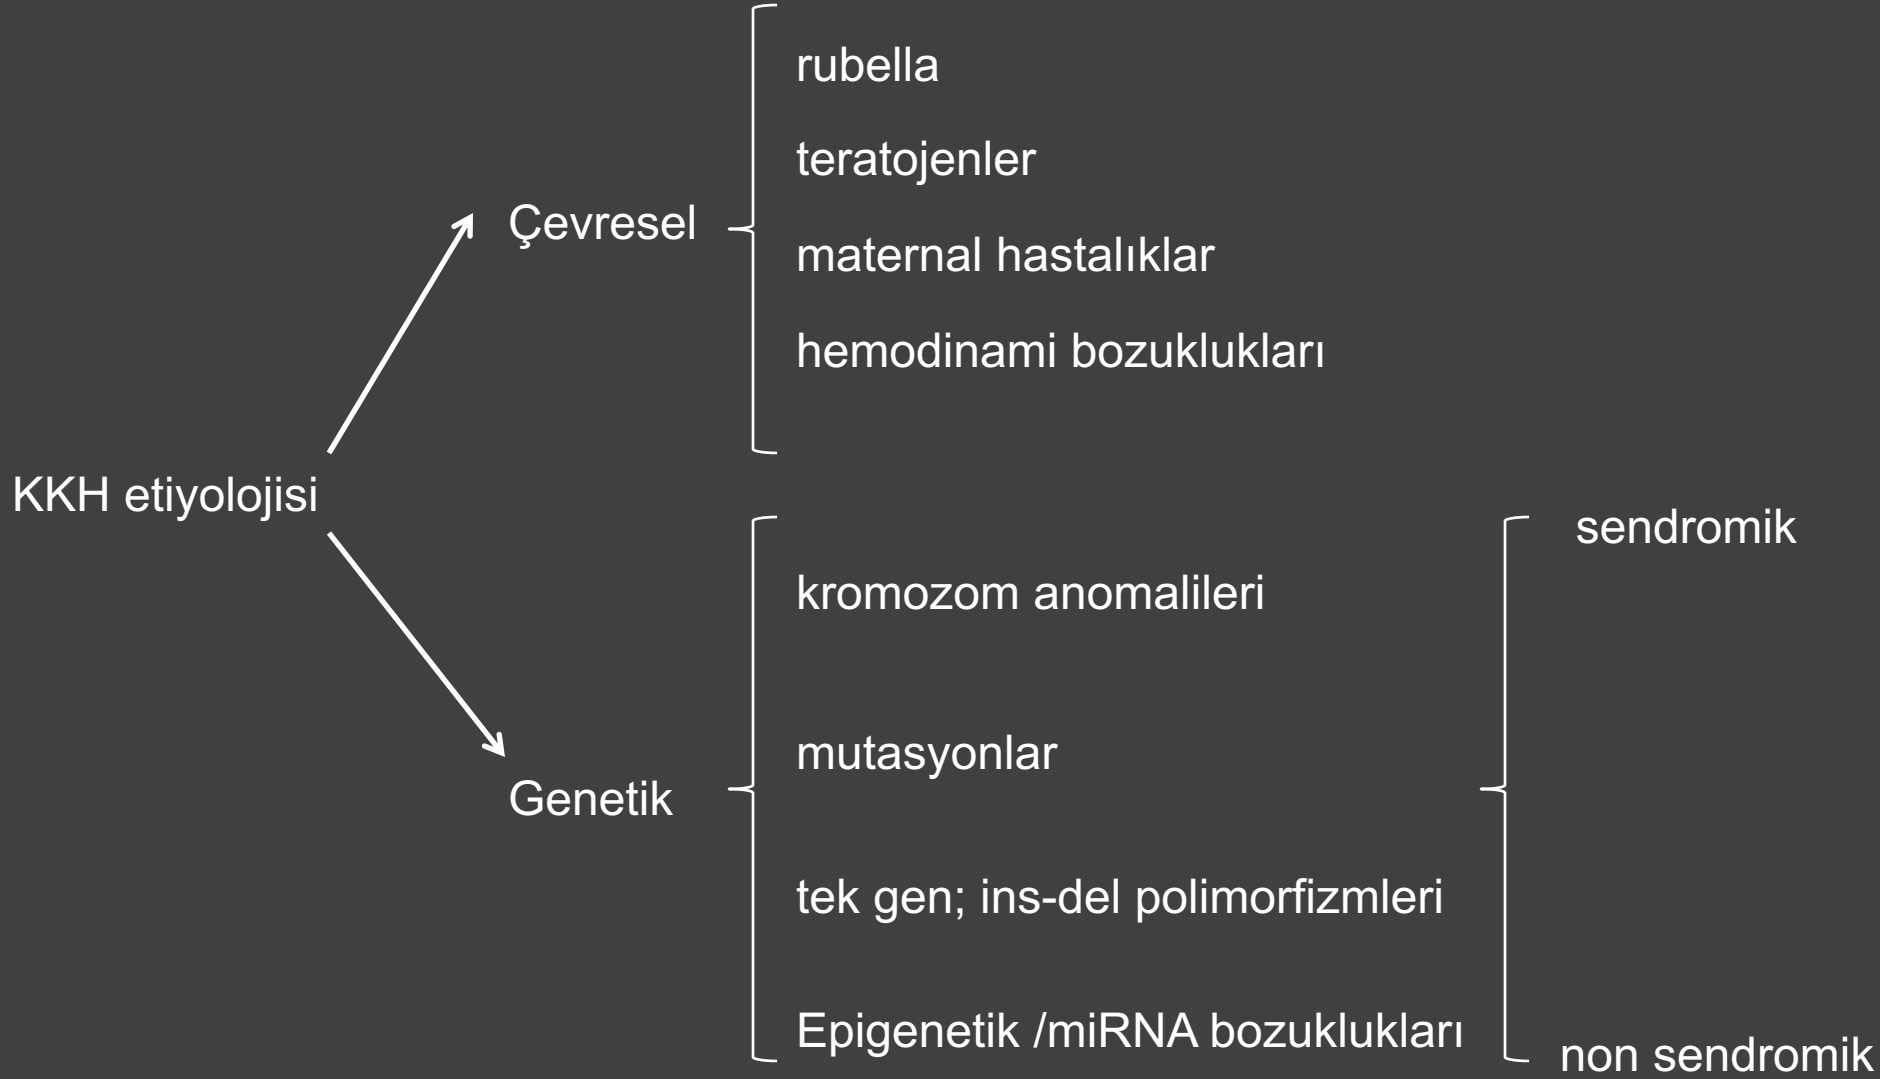 KKH etiyolojisi
Çevresel
rubella
teratojenler
maternal hastalıklar
hemodinami bozuklukları
Genetik
kromozom anomalileri
mutasyonlar
tek gen; ins-del polimorfizmleri
Epigenetik /miRNA bozuklukları
sendromik
non sendromik